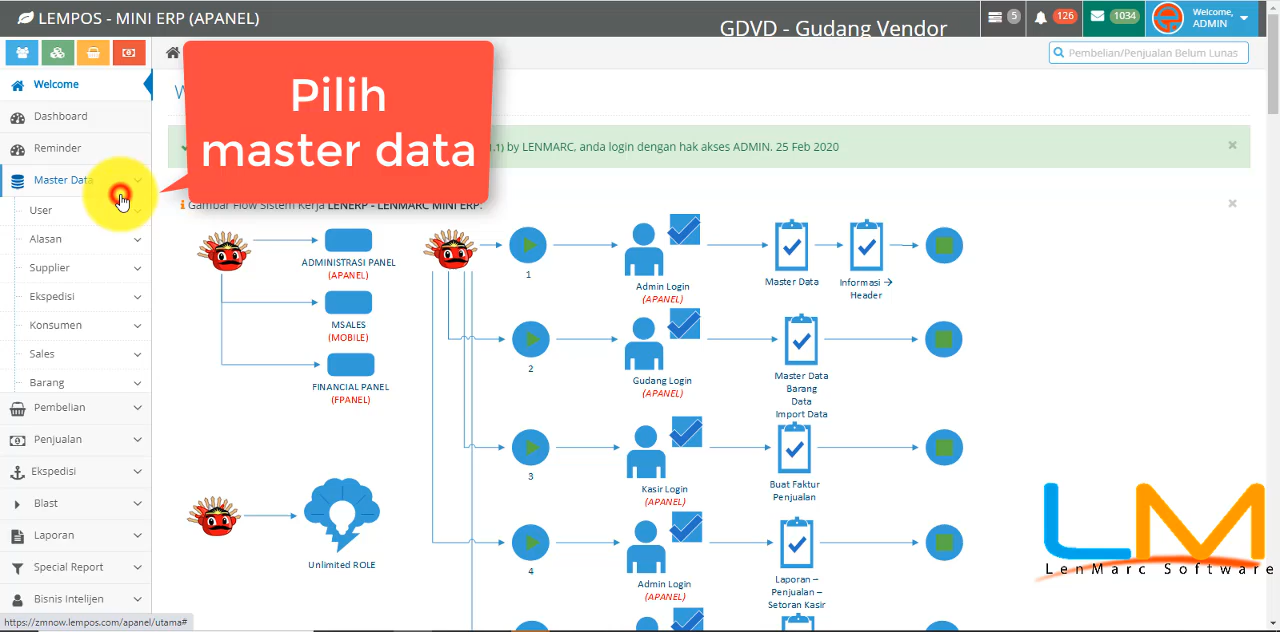 LEMPOS - MINI ERP (APANEL)
GDVD - Gudang Vendor
5
126
1034
Welcome,
ADMIN
Pembelian/Penjualan Belum Lunas
Welcome
Dashboard
Reminder
Master Data
User
Alasan
Supplier
Ekspedisi
Konsumen
Sales
Barang
Pembelian
Penjualan
Ekspedisi
Blast
Laporan
Special Report
Bisnis Intelijen
Pilih
master data
by LENMARC, anda login dengan hak akses ADMIN. 25 Feb 2020
Gambar Flow Sistem Kerja LENERP - LENMARC MINI ERP.
ADMINISTRASI PANEL
(APANEL)
MSALES
(MOBILE)
FINANCIAL PANEL
(FPANEL)
Unlimited ROLE
1
Admin Login
(APANEL)
Master Data
Informasi →
Header
2
Gudang Login
(APANEL)
Master Data
Barang
Data
Import Data
3
Kasir Login
(APANEL)
Buat Faktur
Penjualan
4
Admin Login
(APANEL)
Laporan –
Penjualan –
Setoran Kasir
LM
LenMarc Software
https://zmnow.lempos.com/apanel/utama#